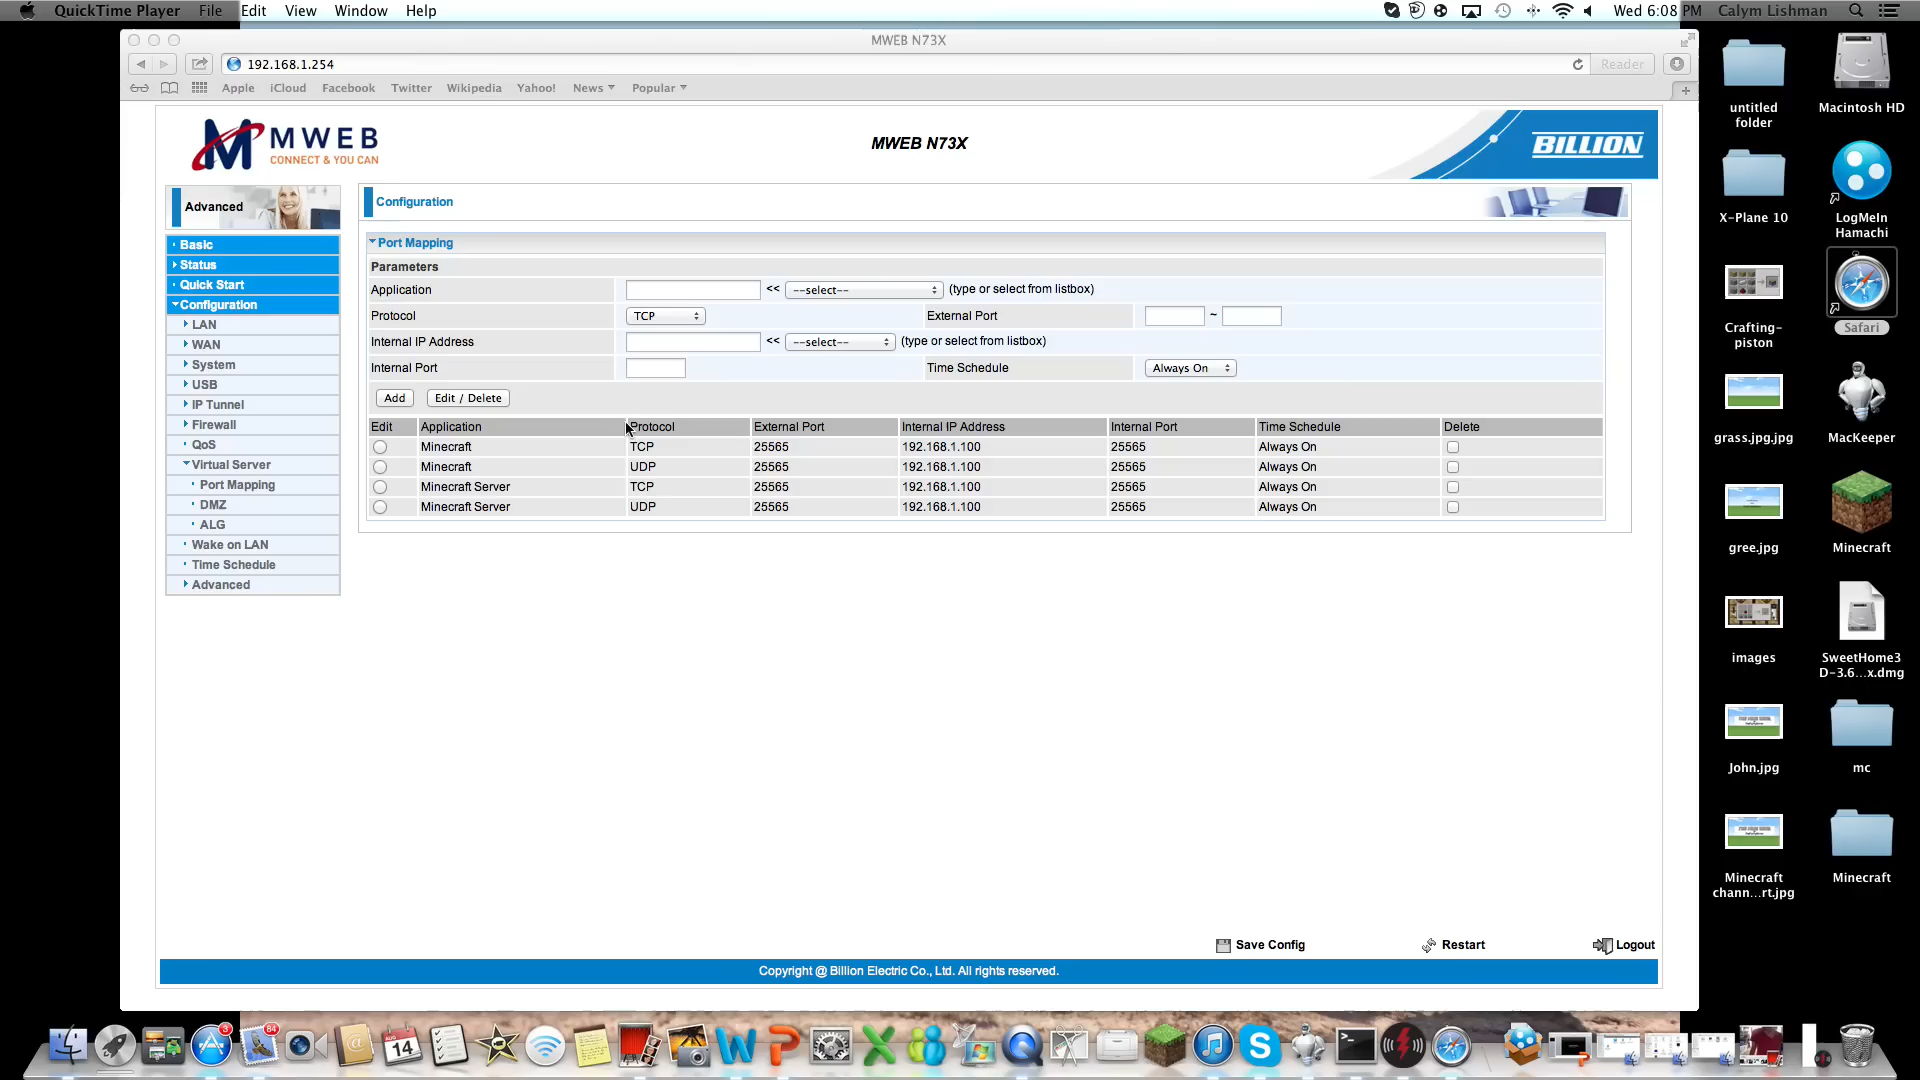 QuickTime Player File Edit View Window Help Wed 6:08 PM Calym Lishman
MWEB N73X
192.168.1.254 Reader
Apple iCloud Facebook Twitter Wikipedia Yahoo! News Popular
MWEB
CONNECT & YOU CAN
MWEB N73X
BILLION
Advanced
Basic
Status
Quick Start
Configuration
LAN
WAN
System
USB
IP Tunnel
Firewall
QoS
Virtual Server
Port Mapping
DMZ
ALG
Wake on LAN
Time Schedule
Advanced
Configuration
Port Mapping
Parameters
Application << --select-- (type or select from listbox)
Protocol TCP External Port ~
Internal IP Address << --select-- (type or select from listbox)
Internal Port Time Schedule Always On
Add Edit / Delete
Edit Application Protocol External Port Internal IP Address Internal Port Time Schedule Delete
Minecraft TCP 25565 192.168.1.100 25565 Always On
Minecraft UDP 25565 192.168.1.100 25565 Always On
Minecraft Server TCP 25565 192.168.1.100 25565 Always On
Minecraft Server UDP 25565 192.168.1.100 25565 Always On
Save Config Restart Logout
Copyright @ Billion Electric Co., Ltd. All rights reserved.
untitled
folder
Macintosh HD
X-Plane 10
LogMeIn
Hamachi
Crafting-
piston
Safari
grass.jpg.jpg
MacKeeper
gree.jpg
Minecraft
images
SweetHome3
D-3.6...x.dmg
John.jpg
mc
Minecraft
chann...rt.jpg
Minecraft
3
84
AUG
14